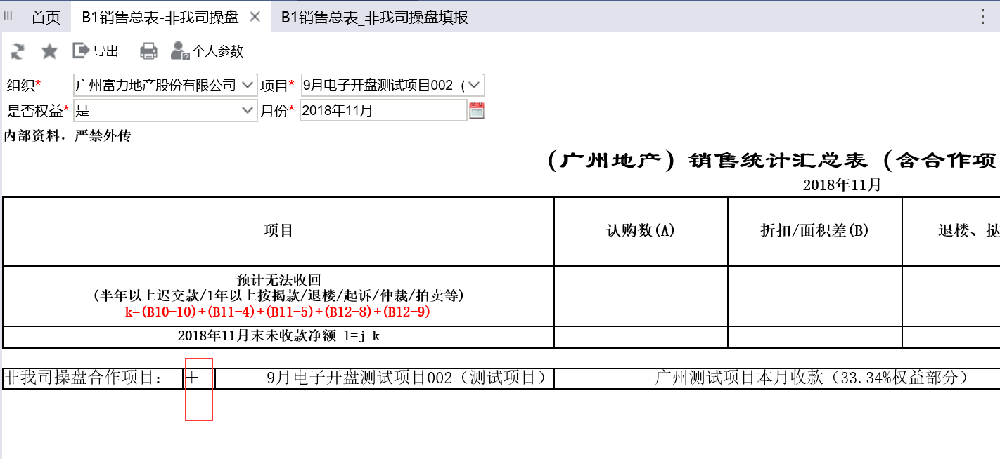 首页 B1销售总表-非我司操盘 B1销售总表_非我司操盘填报
导出 个人参数
组织* 广州富力地产股份有限公司 项目* 9月电子开盘测试项目002（
是否权益* 是 月份* 2018年11月
内部资料，严禁外传
（广州地产）销售统计汇总表（含合作项
2018年11月
项目 认购数(A) 折扣/面积差(B) 退楼、挞
预计无法收回
(半年以上迟交款/1年以上按揭款/退楼/起诉/仲裁/拍卖等)
k=(B10-10)+(B11-4)+(B11-5)+(B12-8)+(B12-9)
2018年11月末未收款净额 l=j-k
非我司操盘合作项目： + 9月电子开盘测试项目002（测试项目） 广州测试项目本月收款（33.34%权益部分）